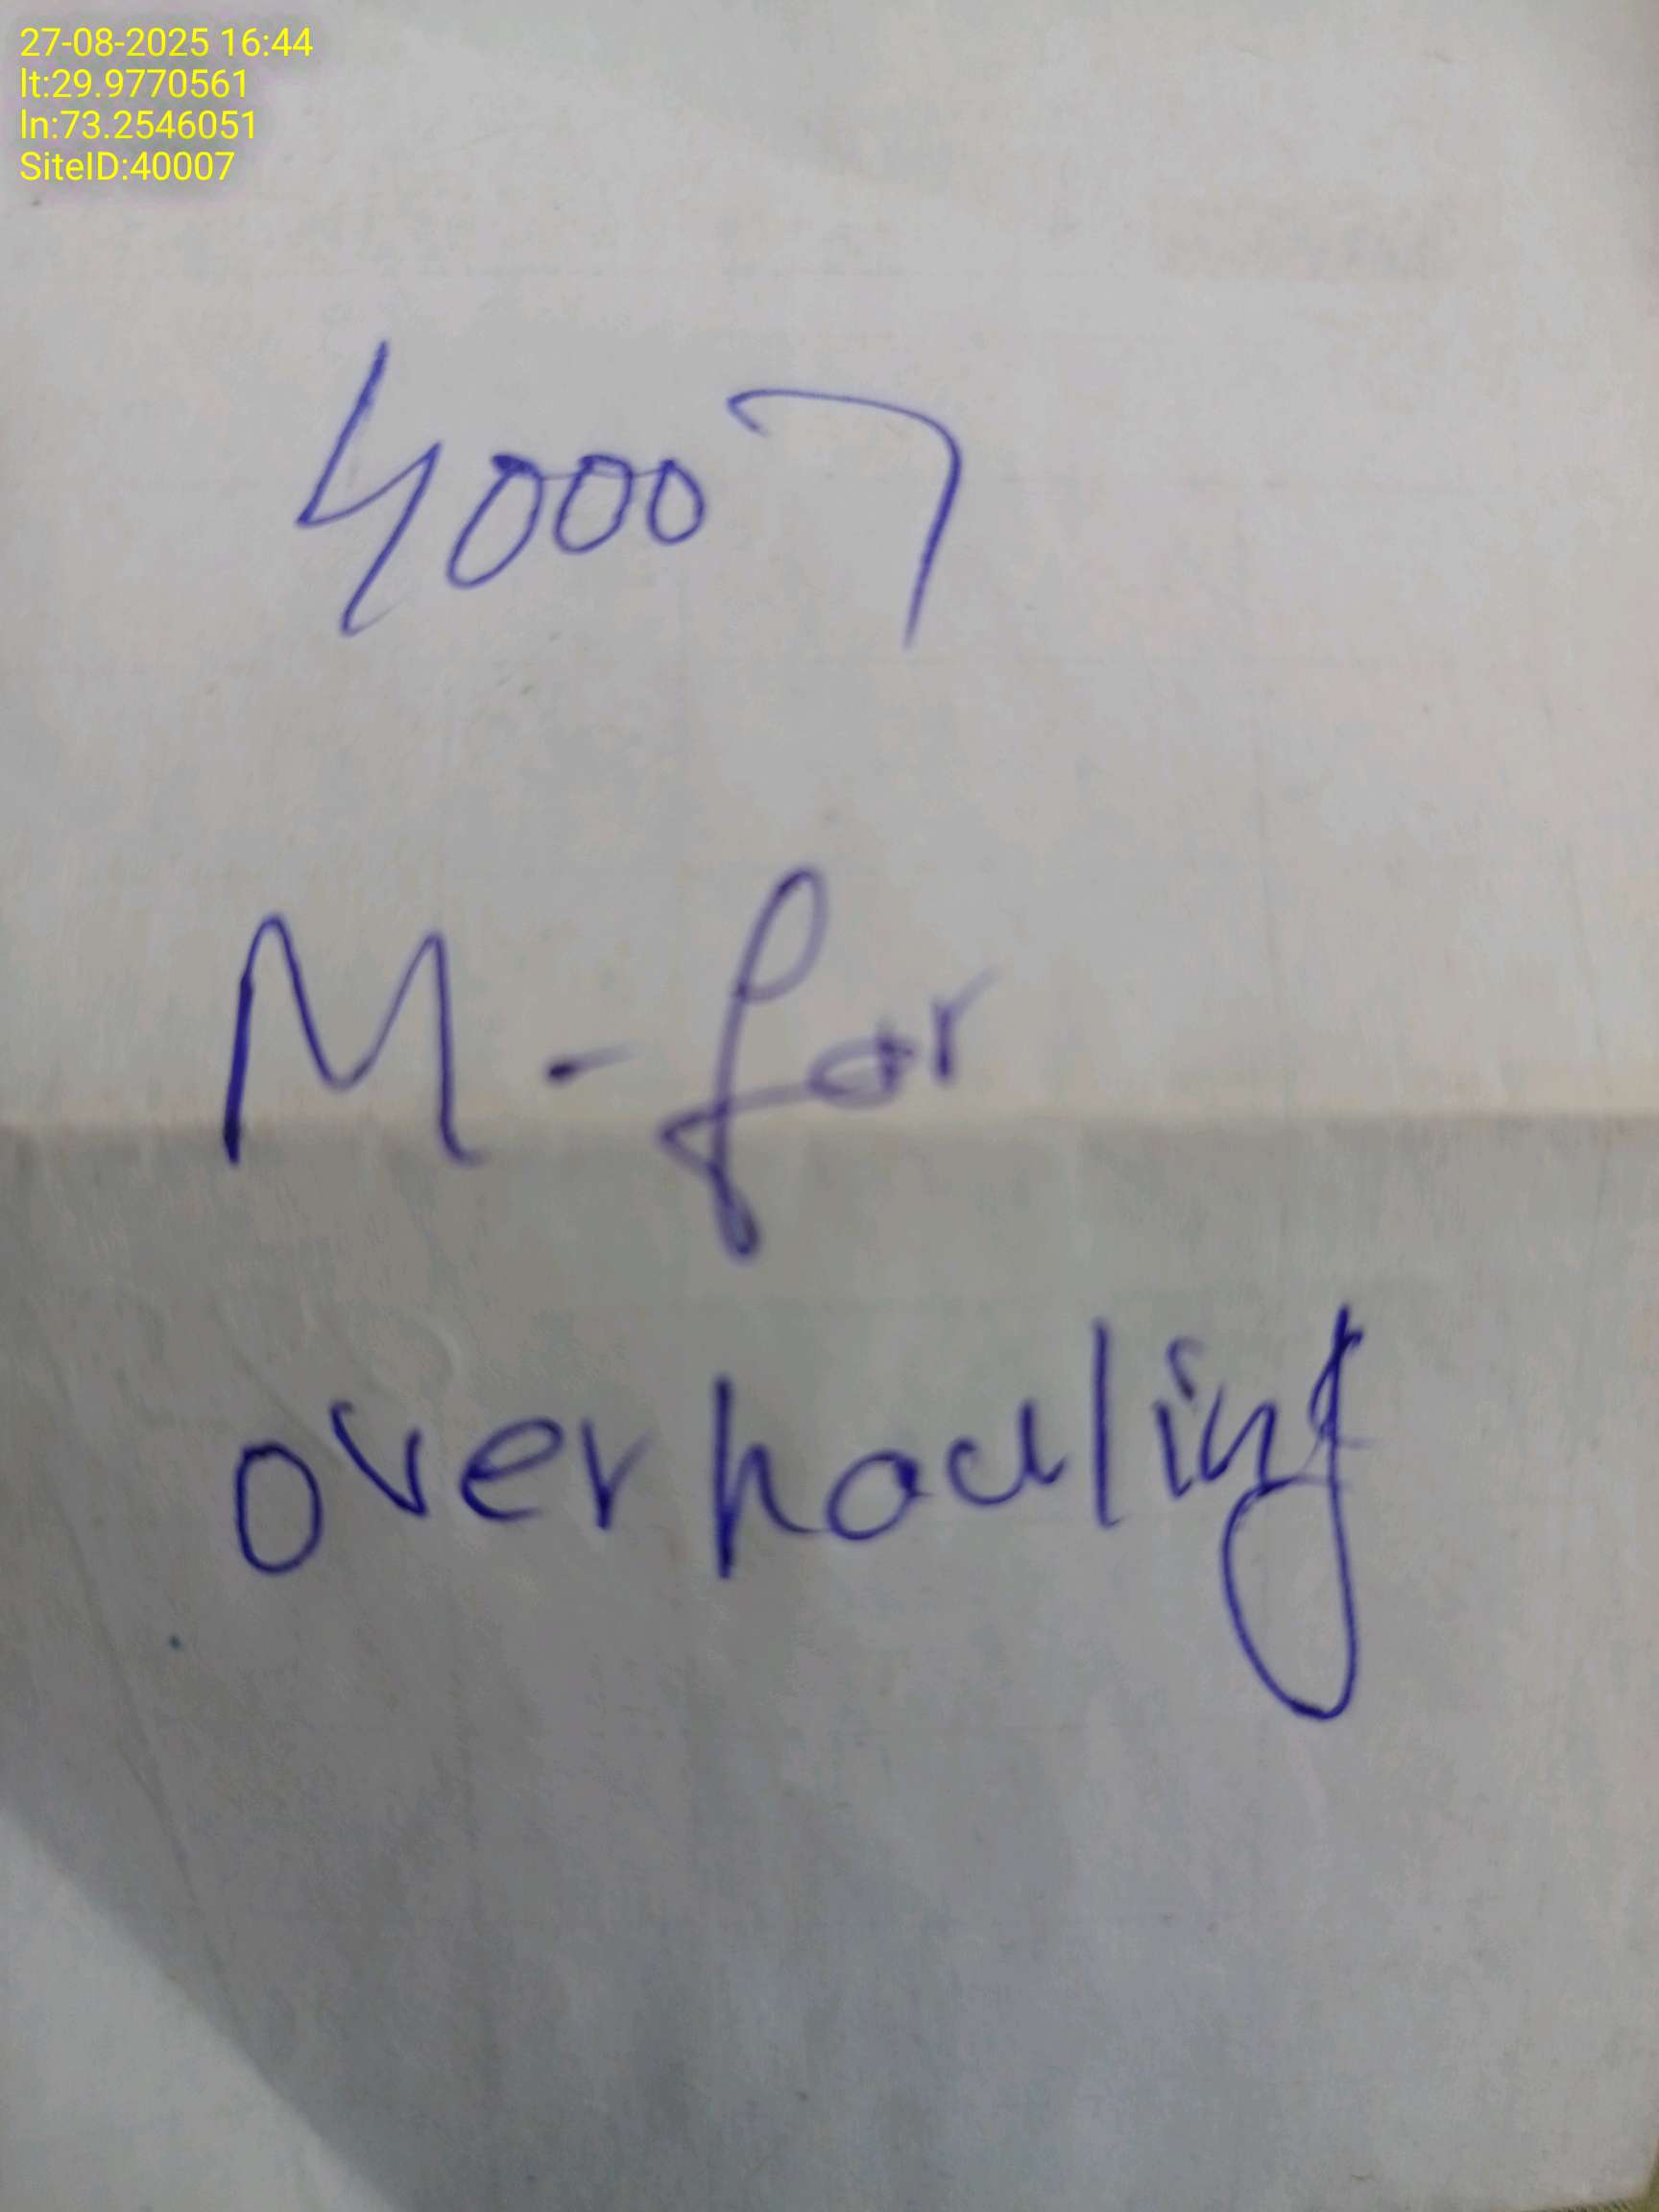 27-08-2025 16:44
lt:29.9770561
ln:73.2546051
SiteID:40007
40007
M-for
overhauling